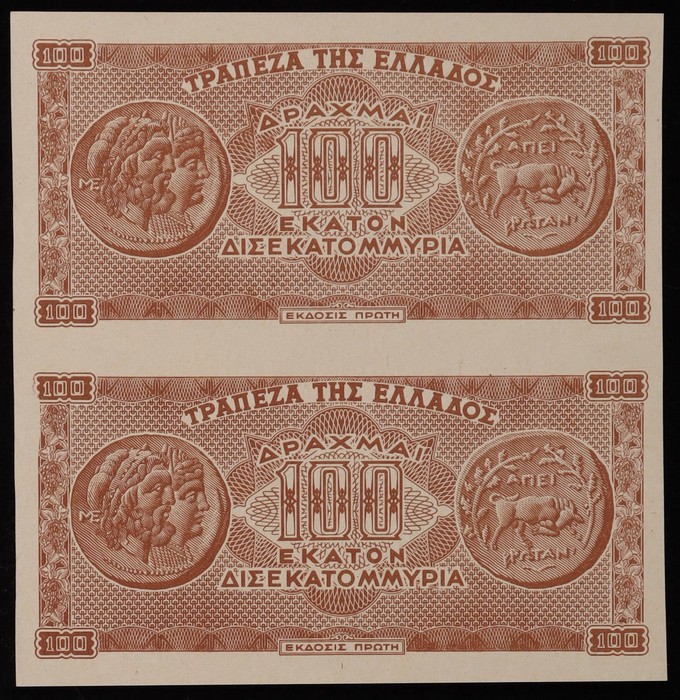 100 100
ΤΡΑΠΕΖΑ ΤΗΣ ΕΛΛΑΔΟΣ
ΔΡΑΧΜΑΙ
ΑΠΕΙ
100
ΜΕ
ΡΩΤΑΝ
ΕΚΑΤΟΝ
ΔΙΣΕΚΑΤΟΜΜΥΡΙΑ
100 100
ΕΚΔΟΣΙΣ ΠΡΩΤΗ
100 100
ΤΡΑΠΕΖΑ ΤΗΣ ΕΛΛΑΔΟΣ
ΔΡΑΧΜΑΙ
ΑΠΕΙ
100
ΜΕ
ΡΩΤΑΝ
ΕΚΑΤΟΝ
ΔΙΣΕΚΑΤΟΜΜΥΡΙΑ
100 100
ΕΚΔΟΣΙΣ ΠΡΩΤΗ